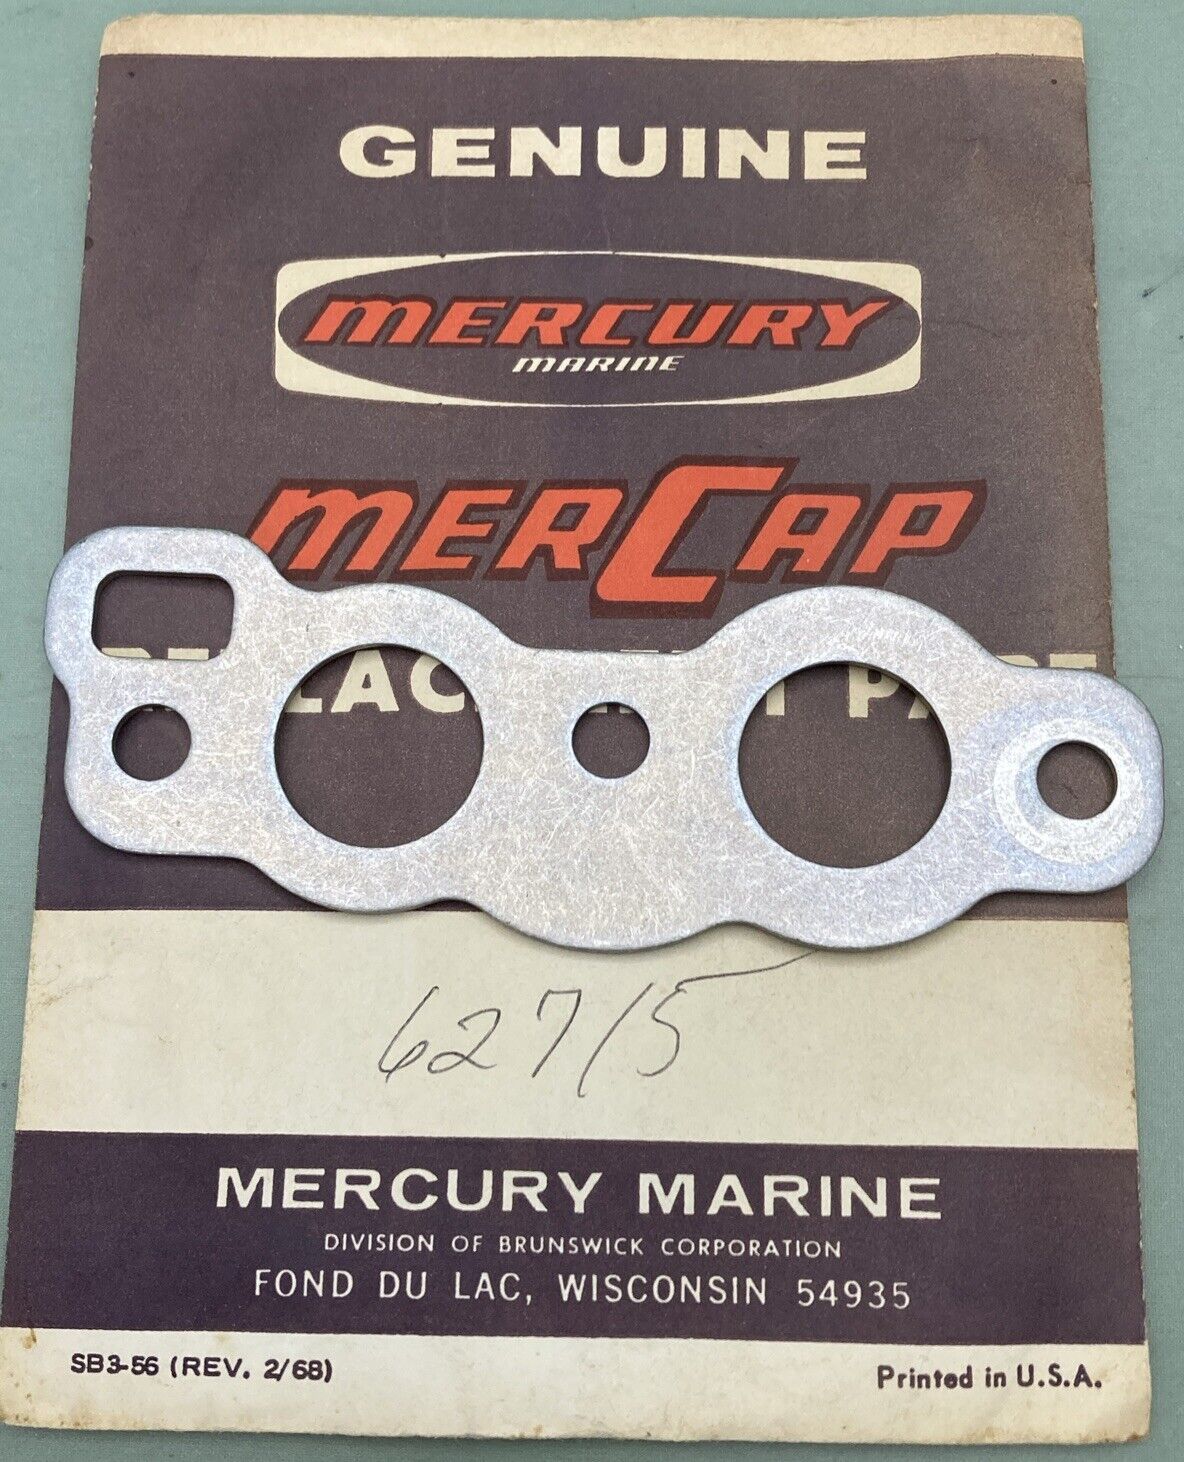 GENUINE
MERCURY
MARINE
MERCAP
62715
MERCURY MARINE
DIVISION OF BRUNSWICK CORPORATION
FOND DU LAC, WISCONSIN 54935
SB3-56 (REV. 2/68)
Printed in U.S.A.